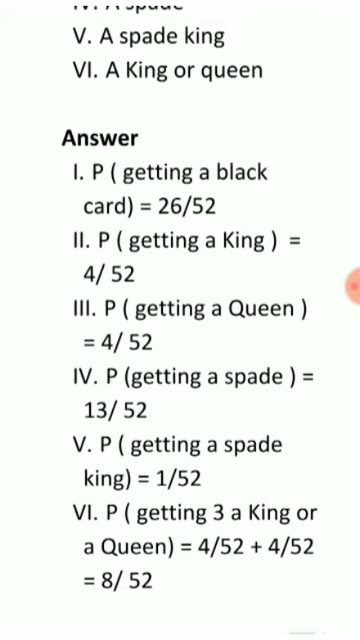 IV. A spade
V. A spade king
VI. A King or queen
Answer
I. P ( getting a black
card) = 26/52
II. P ( getting a King ) =
4/ 52
III. P ( getting a Queen )
= 4/ 52
IV. P (getting a spade ) =
13/ 52
V. P ( getting a spade
king) = 1/52
VI. P ( getting 3 a King or
a Queen) = 4/52 + 4/52
= 8/ 52